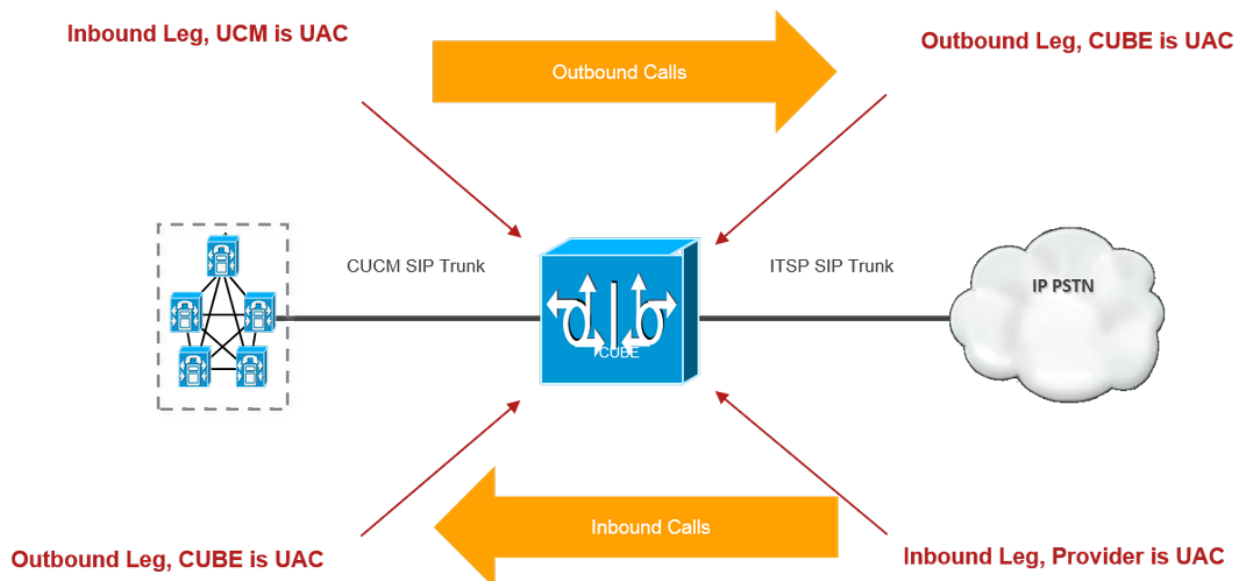 Inbound Leg, UCM is UAC
Outbound Leg, CUBE is UAC
Outbound Calls
CUCM SIP Trunk
ITSP SIP Trunk
IP PSTN
CUBE
Inbound Calls
Outbound Leg, CUBE is UAC
Inbound Leg, Provider is UAC